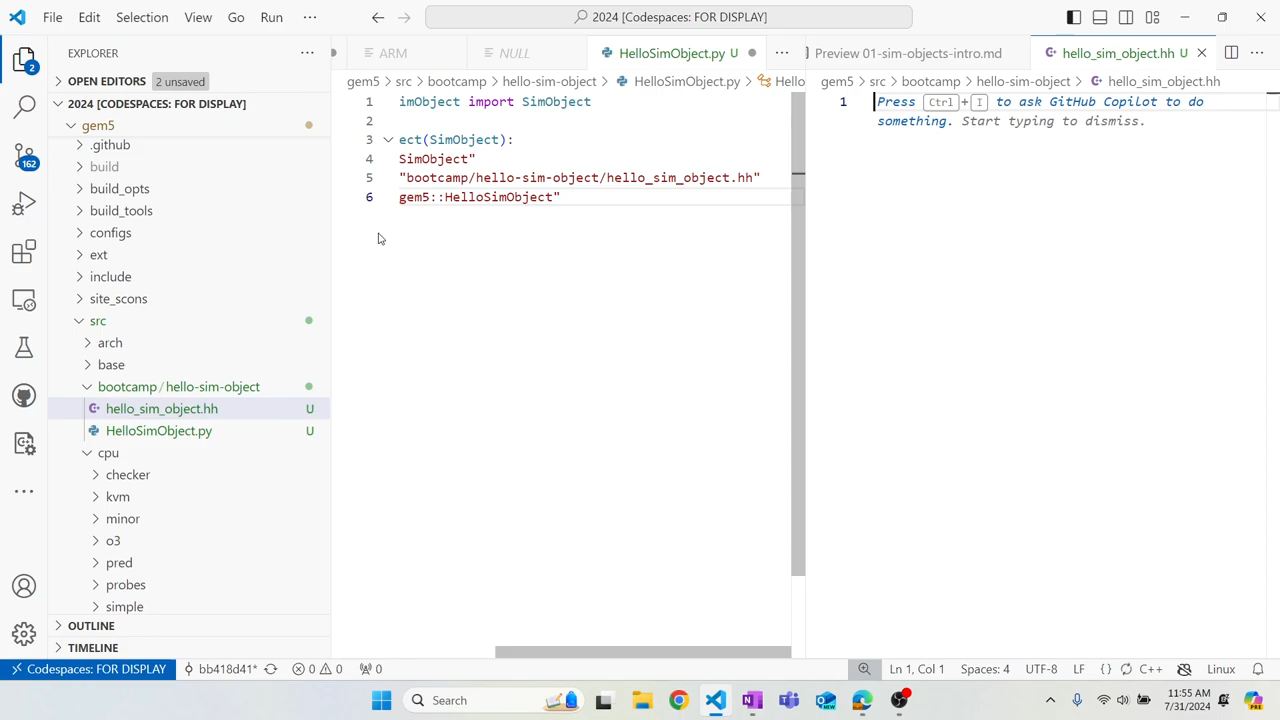 File Edit Selection View Go Run ··· 2024 [Codespaces: FOR DISPLAY]
EXPLORER ···
OPEN EDITORS 2 unsaved
2024 [CODESPACES: FOR DISPLAY]
gem5
.github
build
build_opts
build_tools
configs
ext
include
site_scons
src
arch
base
bootcamp / hello-sim-object
hello_sim_object.hh U
HelloSimObject.py U
cpu
checker
kvm
minor
o3
pred
probes
simple
OUTLINE
TIMELINE
2
162
ARM NULL HelloSimObject.py U ···
gem5 > src > bootcamp > hello-sim-object > HelloSimObject.py > Hello
1 imObject import SimObject
2
3 ect(SimObject):
4 SimObject"
5 "bootcamp/hello-sim-object/hello_sim_object.hh"
6 gem5::HelloSimObject"
Preview 01-sim-objects-intro.md hello_sim_object.hh U ···
gem5 > src > bootcamp > hello-sim-object > hello_sim_object.hh
1 Press Ctrl + I to ask GitHub Copilot to do
something. Start typing to dismiss.
Codespaces: FOR DISPLAY bb418d41* 0 0 0 Ln 1, Col 1 Spaces: 4 UTF-8 LF {} C++ Linux
Search
11:55 AM
7/31/2024
PRE